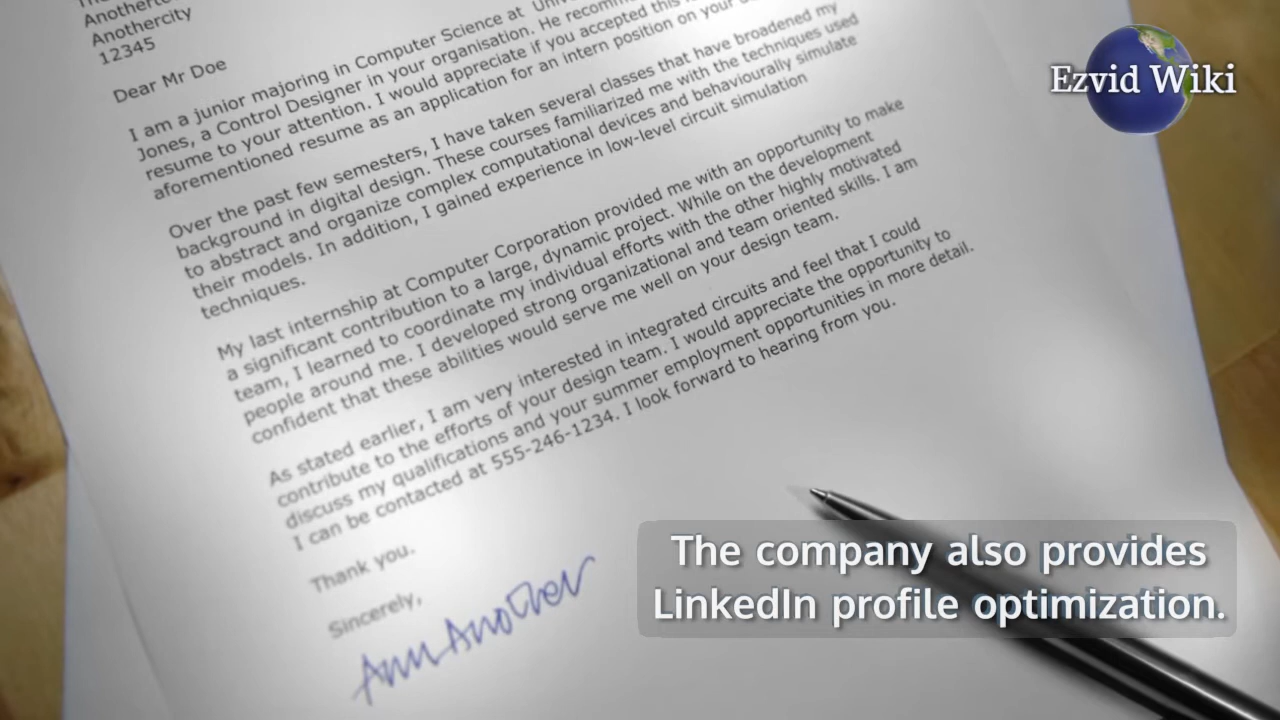 Anothercity
12345
Dear Mr Doe
I am a junior majoring in Computer Science at
Jones, a Control Designer in your organisation. He
resume to your attention. I would appreciate if you accepted this
aforementioned resume as an application for an intern position on your
Over the past few semesters, I have taken several classes that have broadened my
background in digital design. These courses familiarized me with the techniques used
to abstract and organize complex computational devices and behaviourally simulate
their models. In addition, I gained experience in low-level circuit simulation
techniques.
My last internship at Computer Corporation provided me with an opportunity to make
a significant contribution to a large, dynamic project. While on the development
team, I learned to coordinate my individual efforts with the other highly motivated
people around me. I developed strong organizational and team oriented skills. I am
confident that these abilities would serve me well on your design team.
As stated earlier, I am very interested in integrated circuits and feel that I could
contribute to the efforts of your design team. I would appreciate the opportunity to
discuss my qualifications and your summer employment opportunities in more detail.
I can be contacted at 555-246-1234. I look forward to hearing from you.
Thank you.
Sincerely,
Ann Another
Ezvid Wiki
The company also provides
LinkedIn profile optimization.